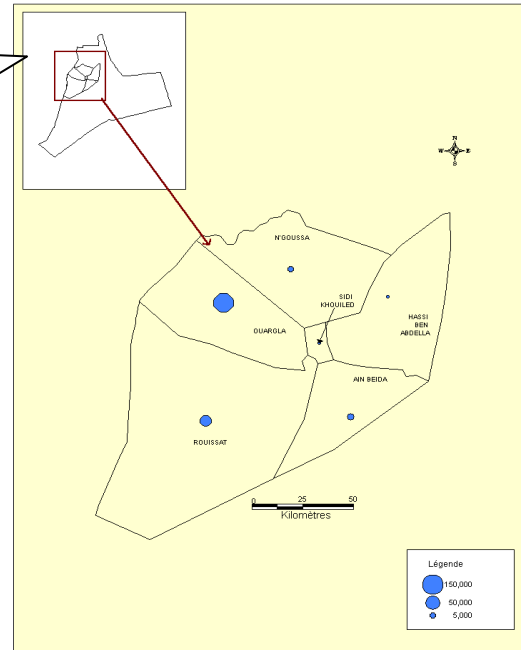 N
W E
S
N'GOUSSA
SIDI
KHOUILED
HASSI
BEN
ABDELLA
OUARGLA
AIN BEIDA
ROUISSAT
0 25 50
Kilomètres
Légende
150,000
50,000
5,000